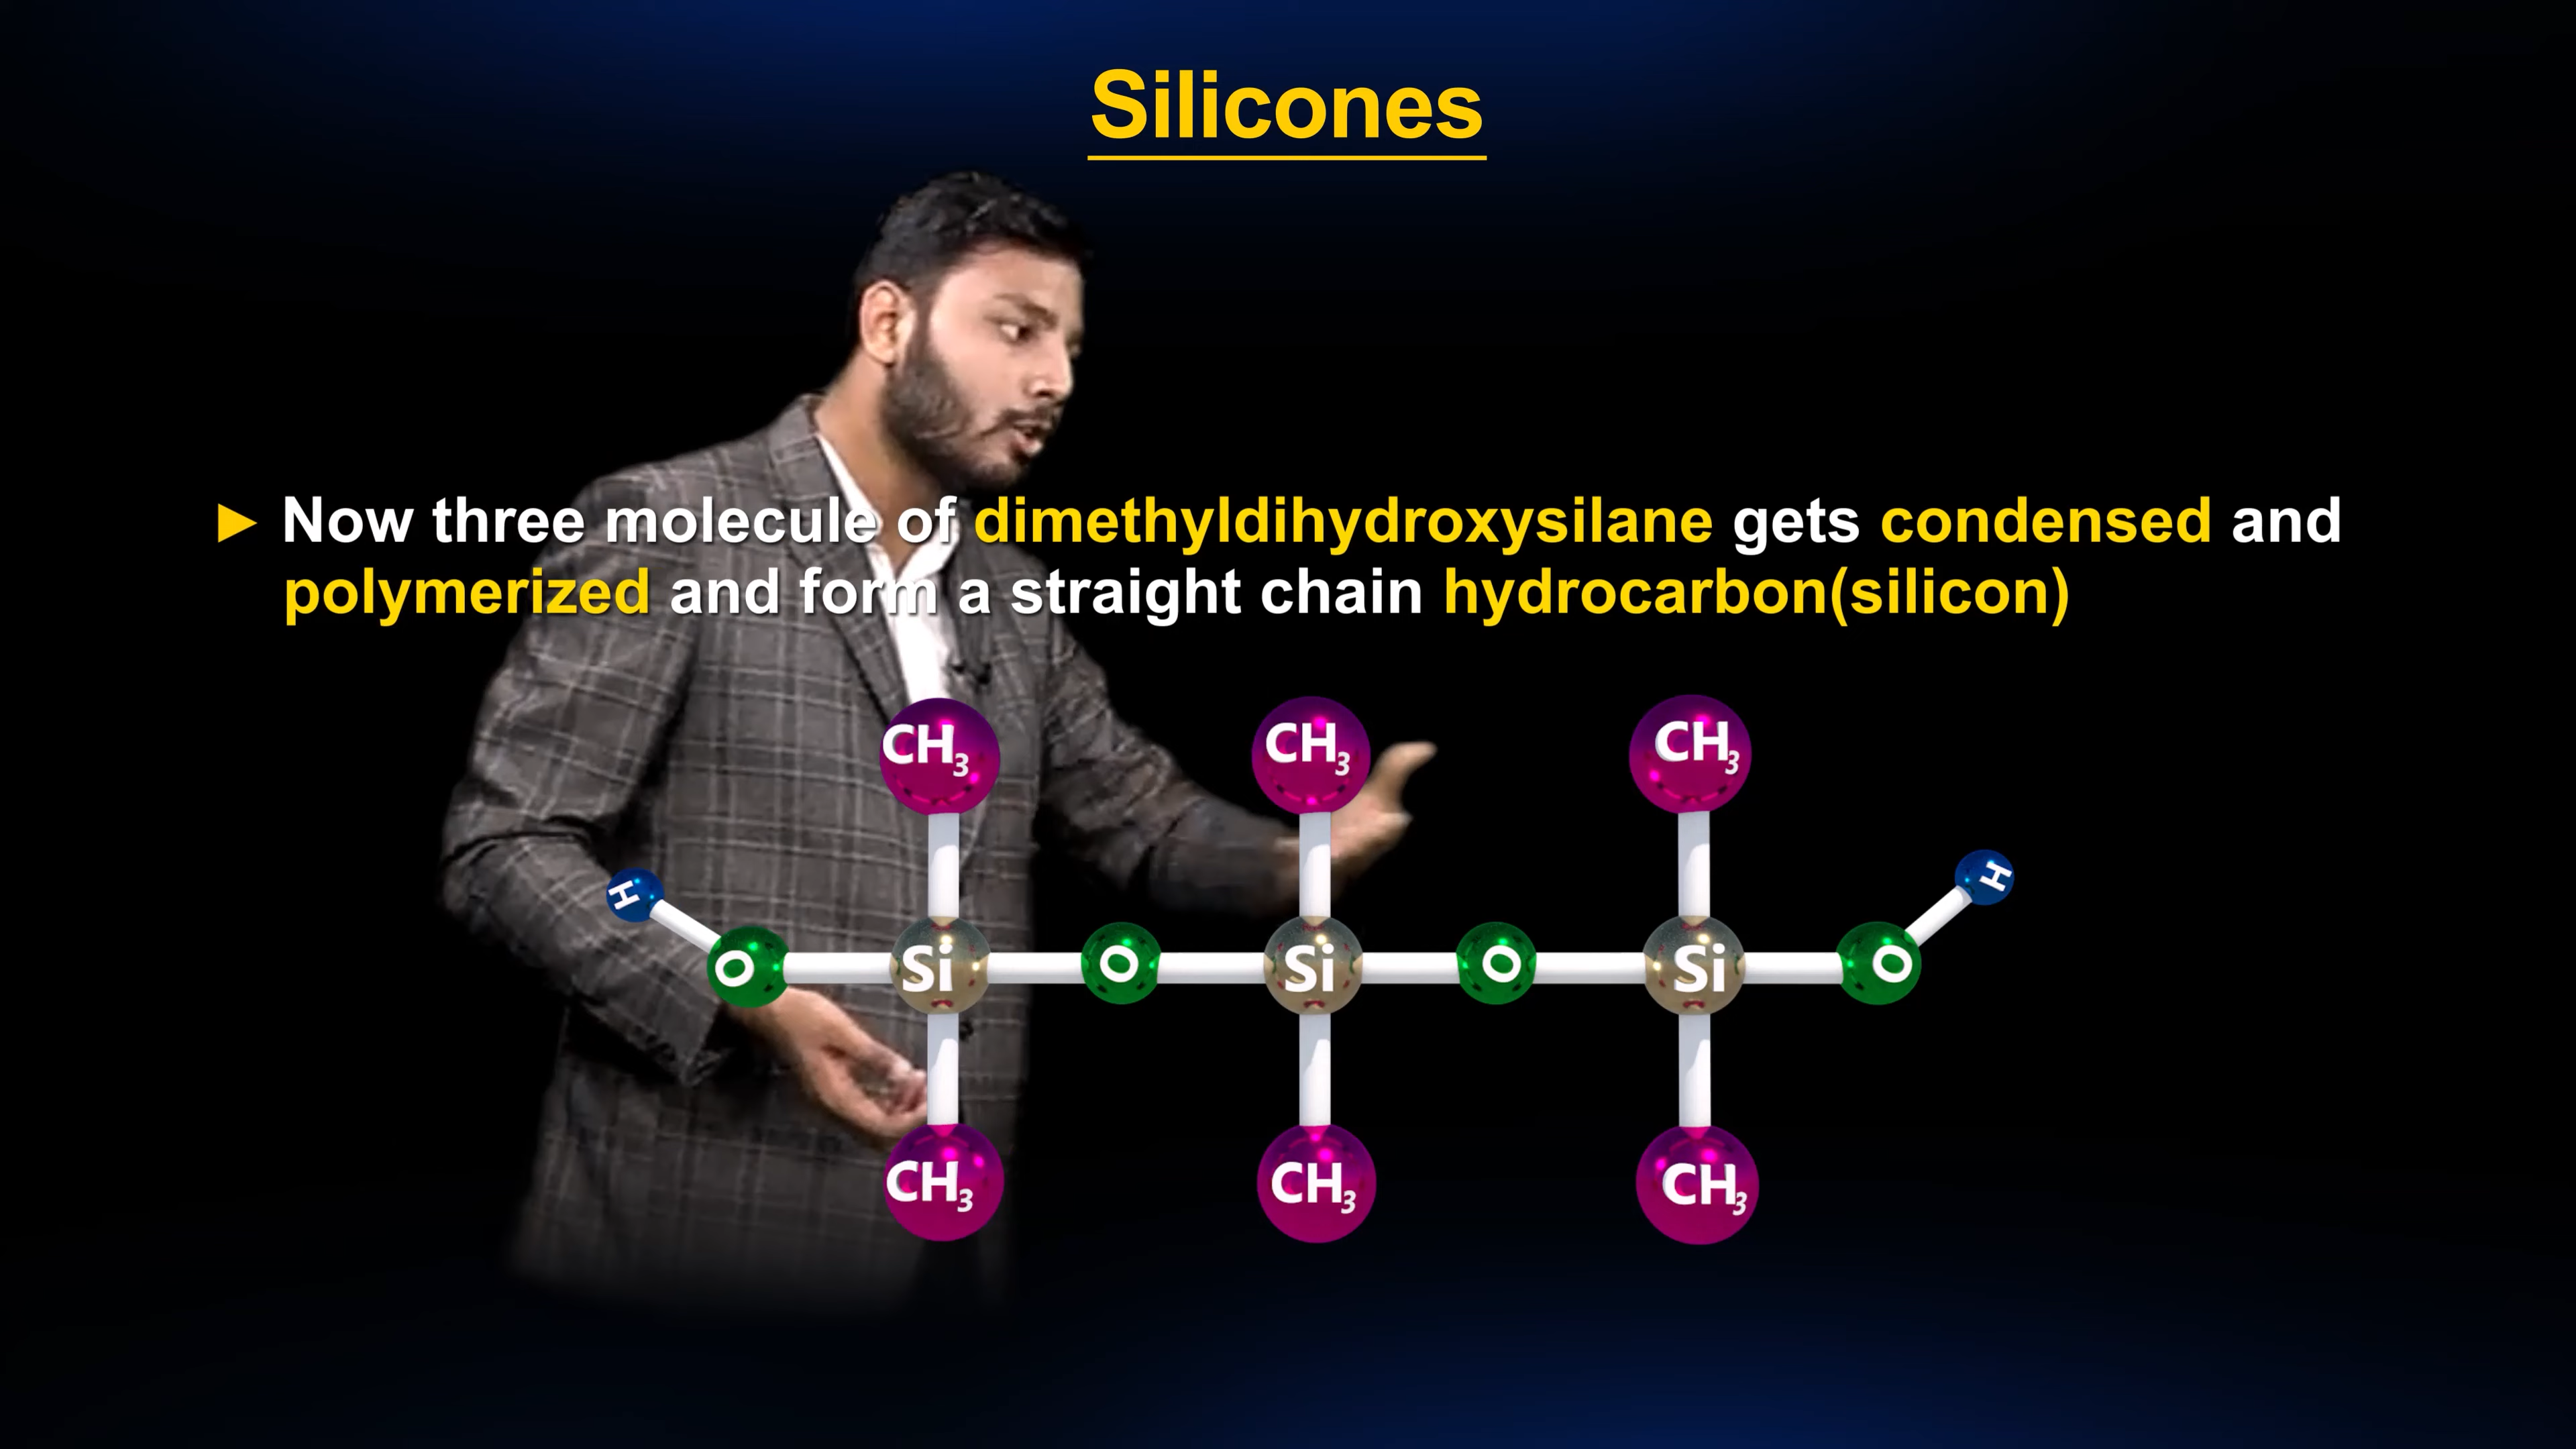 Silicones
► Now three molecule of dimethyldihydroxysilane gets condensed and
polymerized and form a straight chain hydrocarbon(silicon)
CH₃ CH₃ CH₃
H H
O Si O Si O Si O
CH₃ CH₃ CH₃